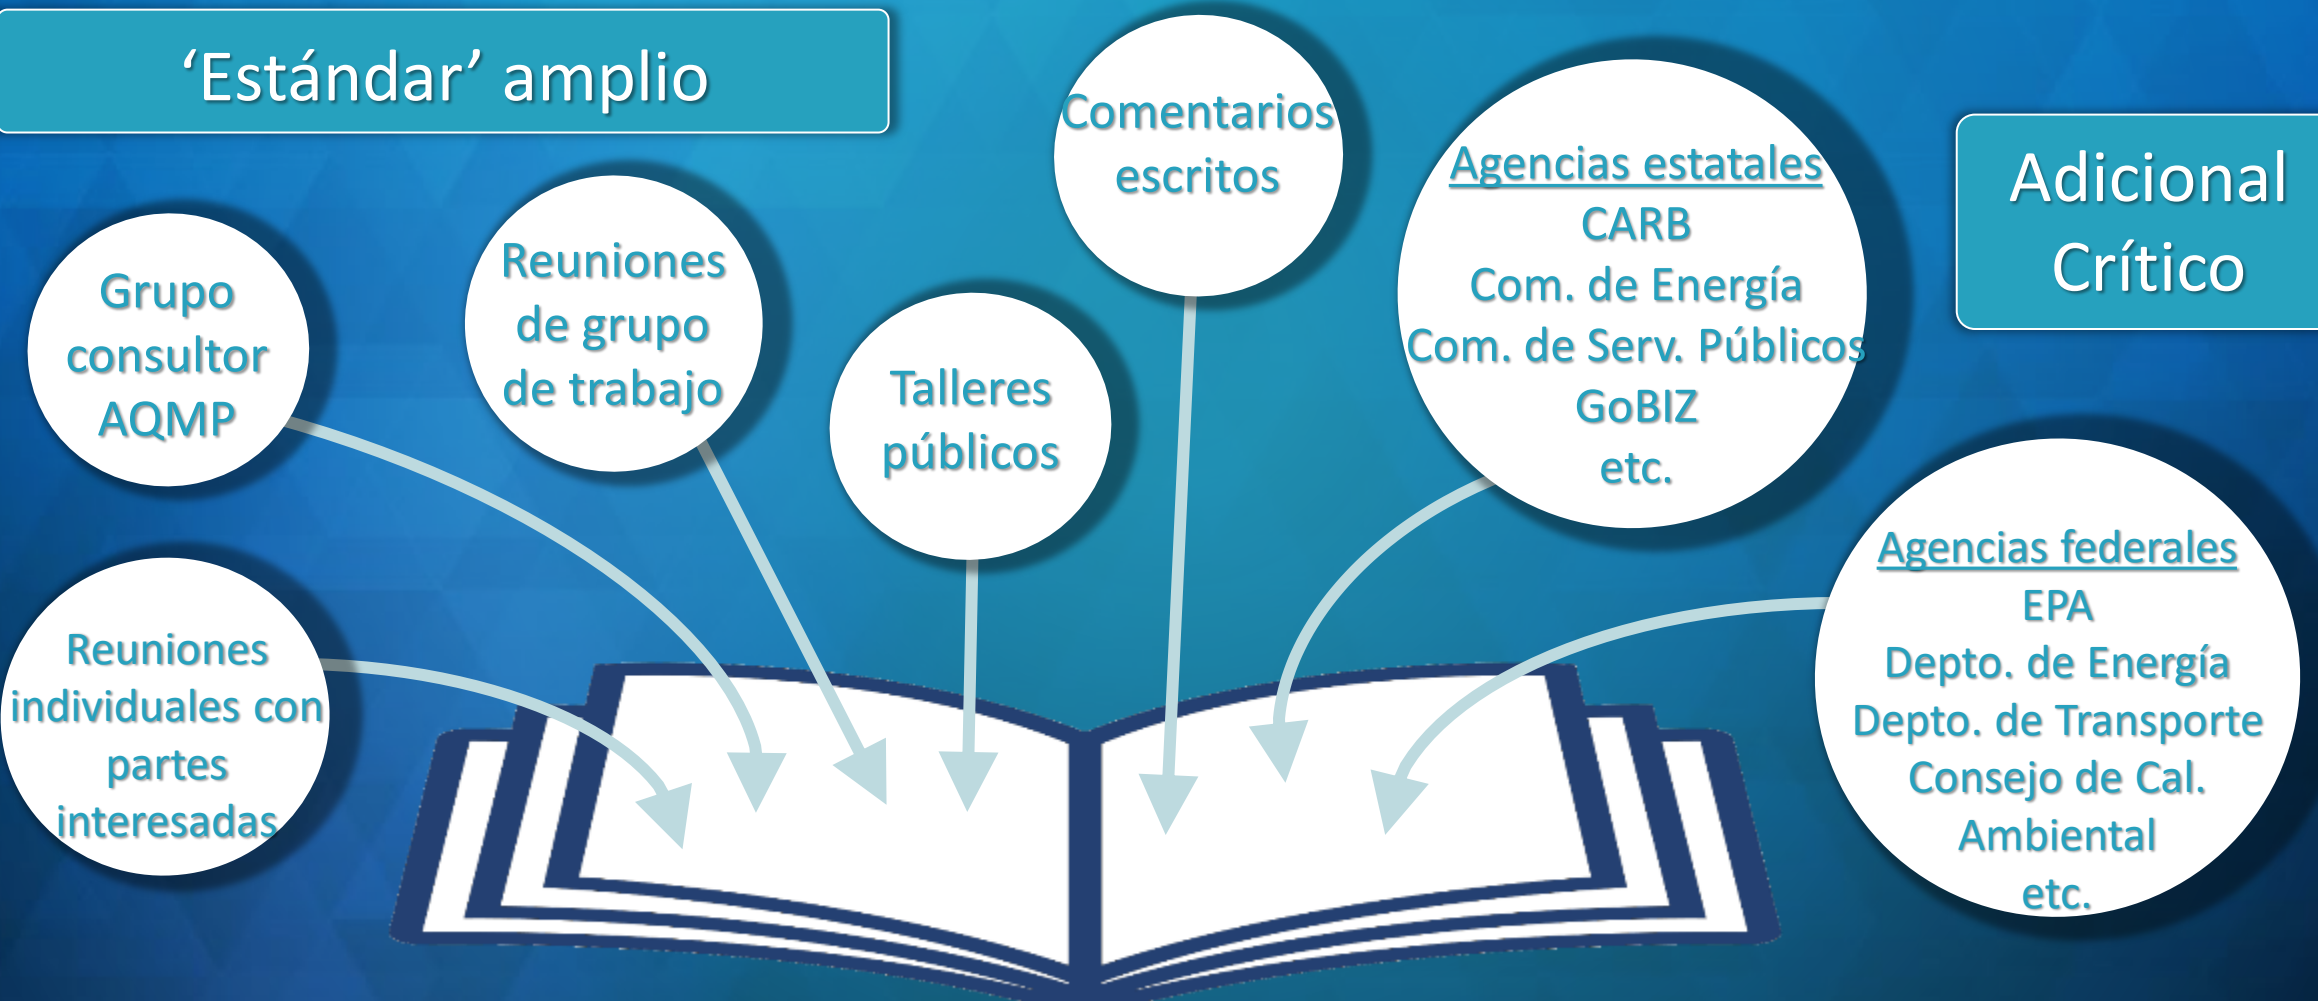 ‘Estándar’ amplio
Grupo
consultor
AQMP
Reuniones
individuales con
partes
interesadas
Reuniones
de grupo
de trabajo
Talleres
públicos
Comentarios
escritos
Agencias estatales
CARB
Com. de Energía
Com. de Serv. Públicos
GoBIZ
etc.
Adicional
Crítico
Agencias federales
EPA
Depto. de Energía
Depto. de Transporte
Consejo de Cal.
Ambiental
etc.